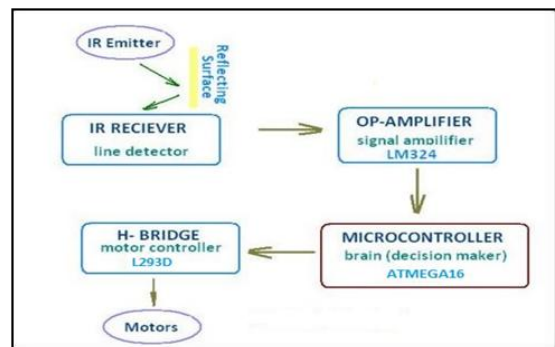 IR Emitter
Reflecting
Surface
IR RECIEVER
line detector
OP-AMPLIFIER
signal ampilifier
LM324
MICROCONTROLLER
brain (decision maker)
ATMEGA16
H- BRIDGE
motor controller
L293D
Motors